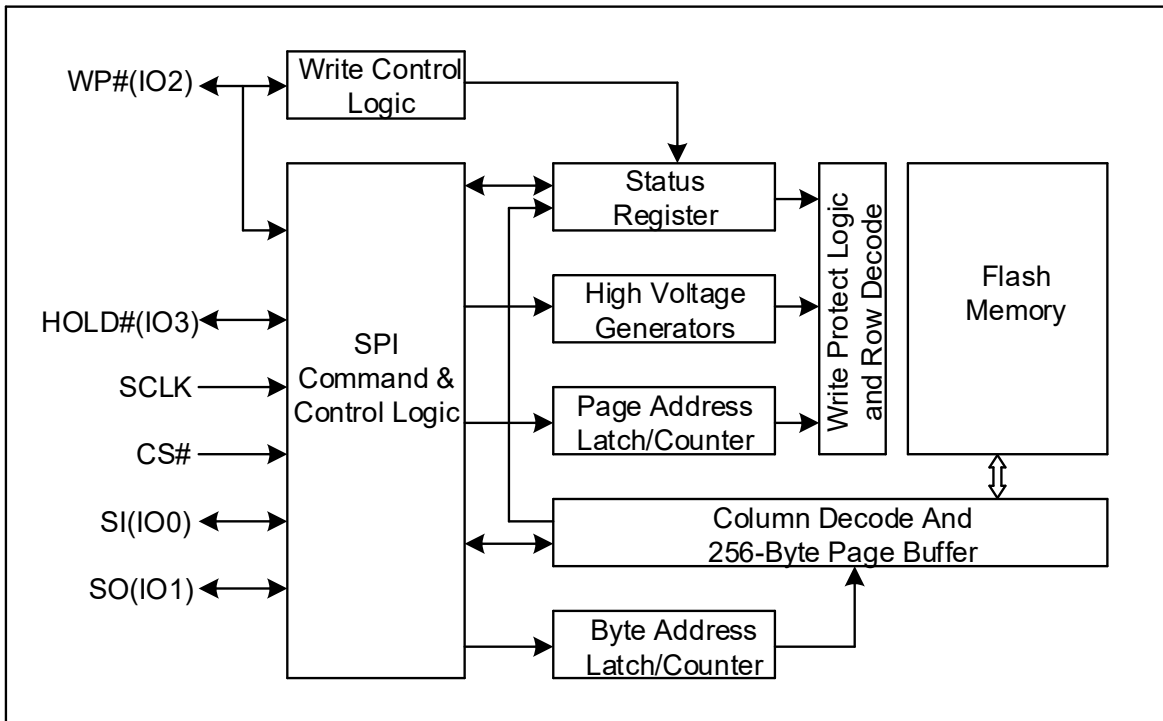 WP#(IO2)
Write Control
Logic
Status
Register
High Voltage
Generators
Page Address
Latch/Counter
Write Protect Logic
and Row Decode
Flash
Memory
HOLD#(IO3)
SCLK
CS#
SI(IO0)
SO(IO1)
SPI
Command &
Control Logic
Column Decode And
256-Byte Page Buffer
Byte Address
Latch/Counter